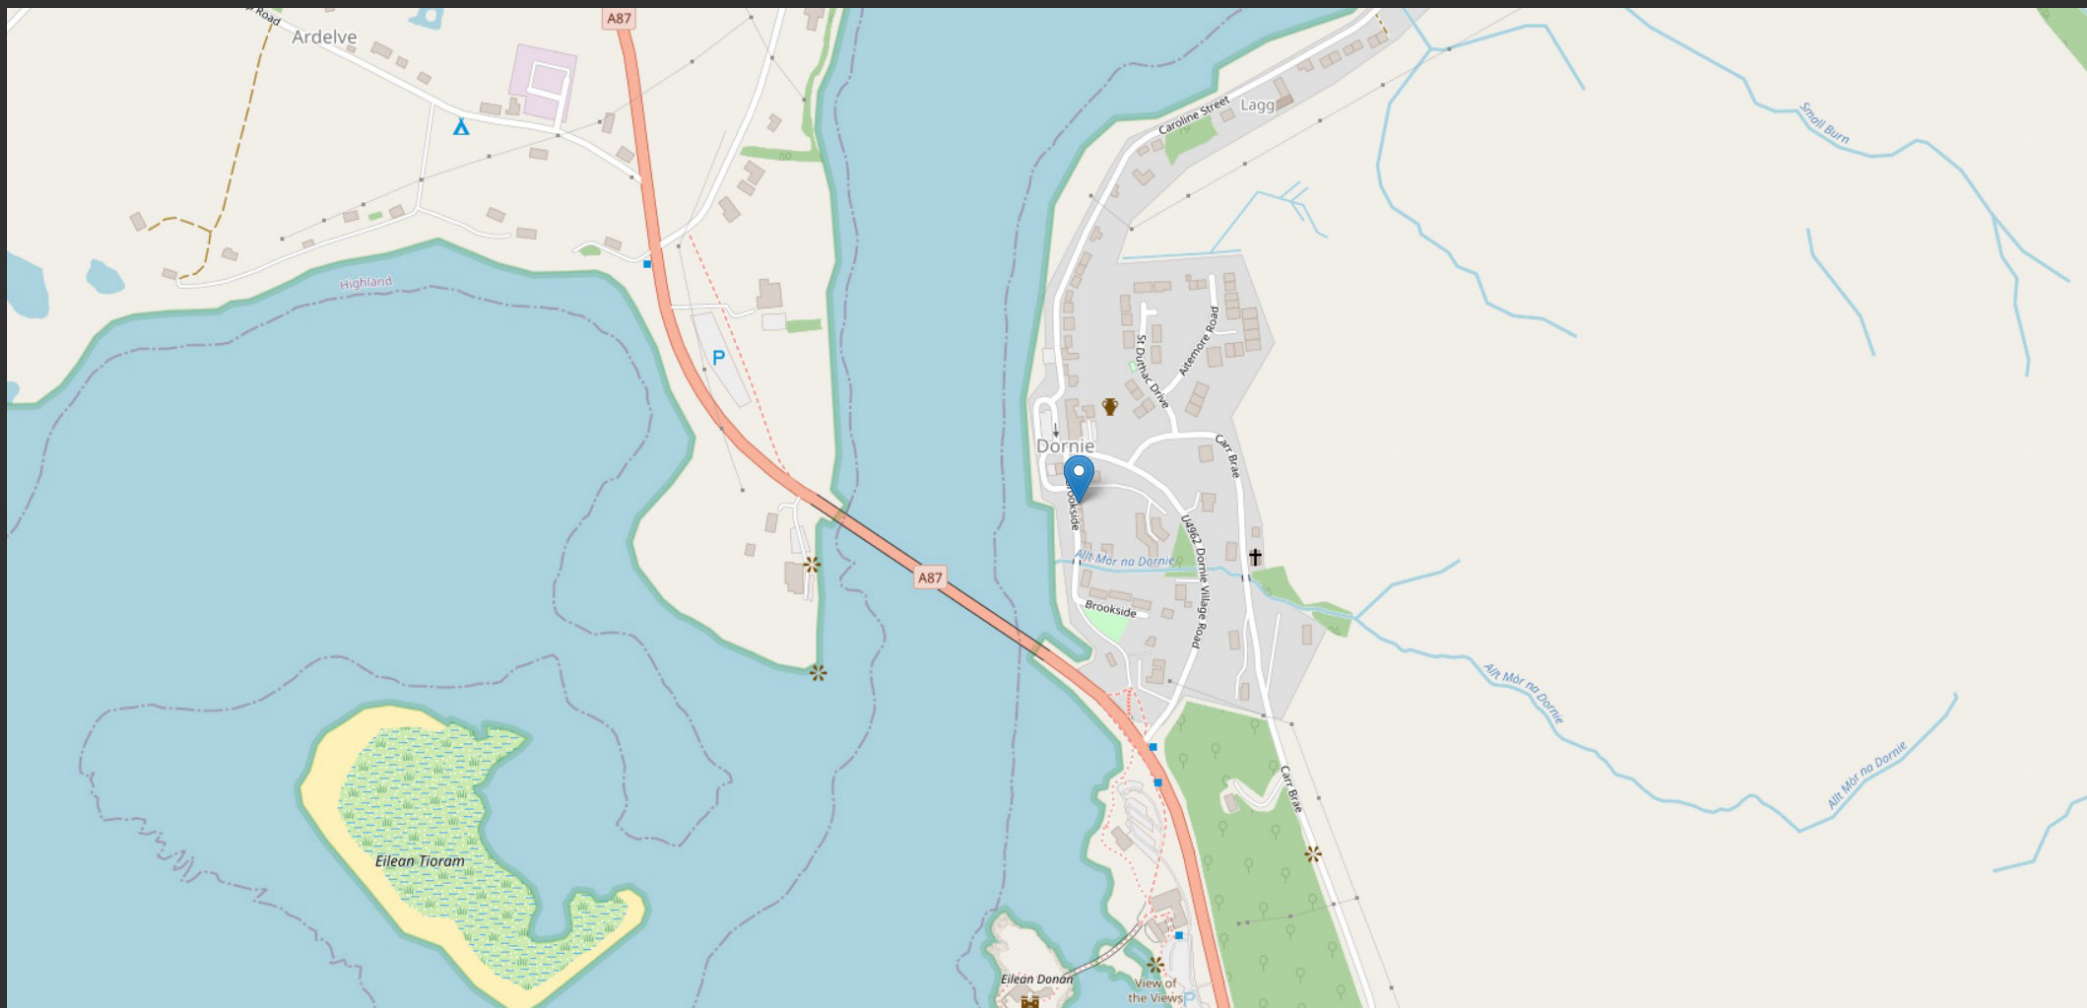 Road
A87
Ardelve
Caroline Street
Lagg
Small Burn
Highland
P
St Duthac Drive
Aitemore Road
Dornie
Carr Brae
Brookside
U4962 Dornie Village Road
Allt Mòr na Dornie
A87
Brookside
Allt Mòr na Dornie
Allt Mòr na Dornie
Carr Brae
Eilean Tioram
Eilean Donan
View of
the Views
P